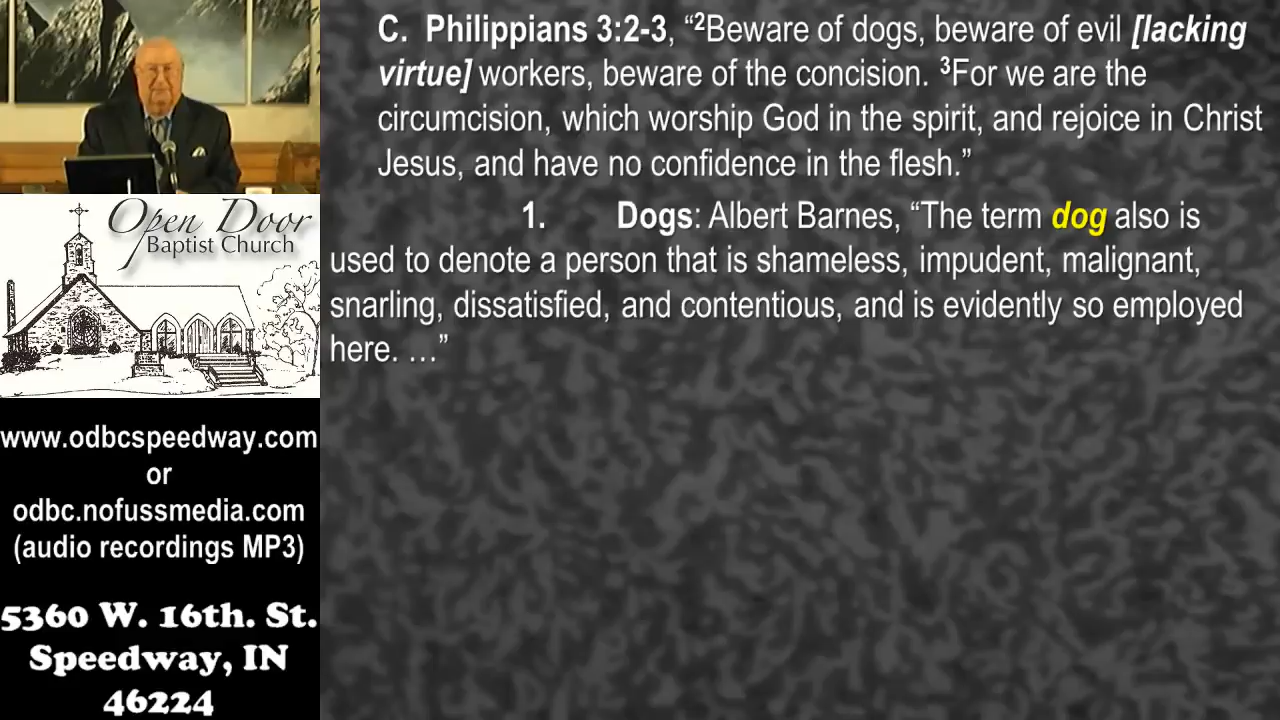 C. Philippians 3:2-3, “²Beware of dogs, beware of evil [lacking
virtue] workers, beware of the concision. ³For we are the
circumcision, which worship God in the spirit, and rejoice in Christ
Jesus, and have no confidence in the flesh.”
1. Dogs: Albert Barnes, “The term dog also is
used to denote a person that is shameless, impudent, malignant,
snarling, dissatisfied, and contentious, and is evidently so employed
here. …”
Open Door
Baptist Church
www.odbcspeedway.com
or
odbc.nofussmedia.com
(audio recordings MP3)
5360 W. 16th. St.
Speedway, IN
46224